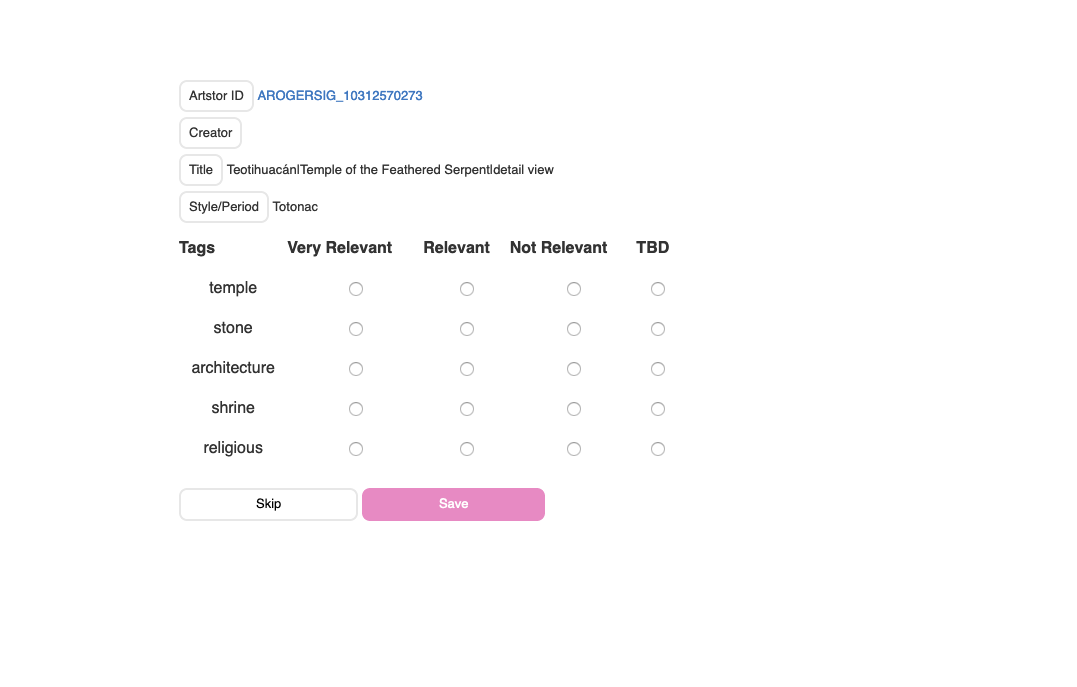 Artstor ID AROGERSIG_10312570273
Creator
Title Teotihuacán|Temple of the Feathered Serpent|detail view
Style/Period Totonac
Tags Very Relevant Relevant Not Relevant TBD
temple
stone
architecture
shrine
religious
Skip Save